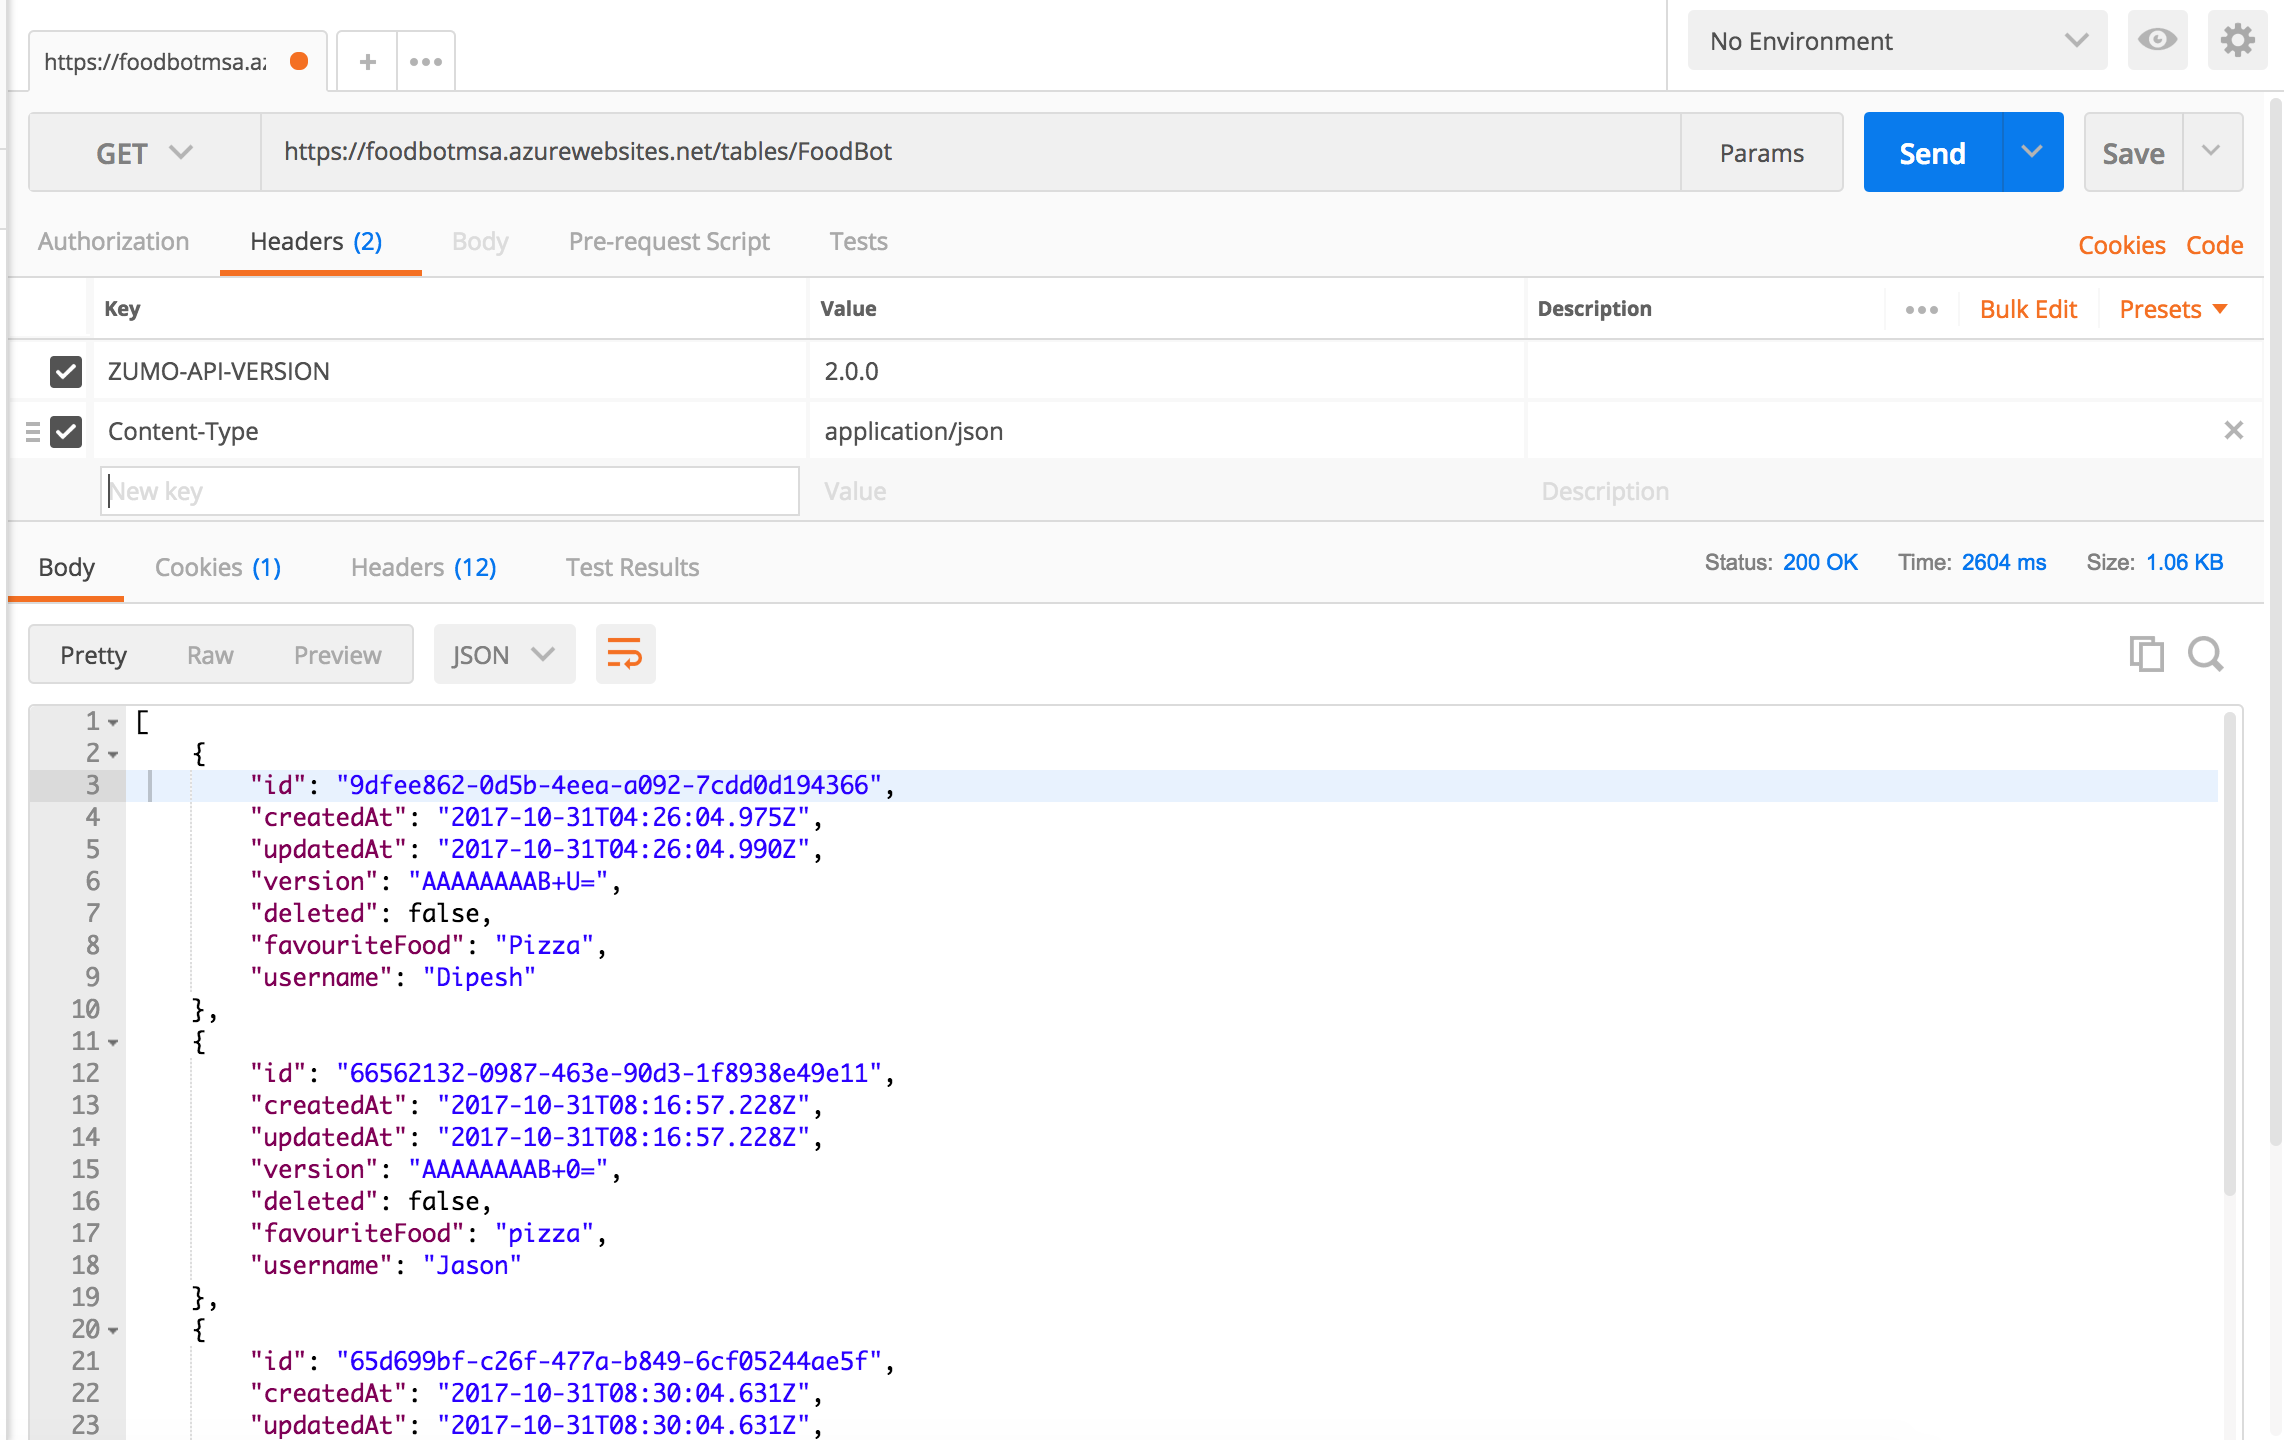 https://foodbotmsa.az
+
No Environment
GET
https://foodbotmsa.azurewebsites.net/tables/FoodBot
Params
Send
Save
Authorization
Headers (2)
Body
Pre-request Script
Tests
Cookies
Code
Key
Value
Description
Bulk Edit
Presets
ZUMO-API-VERSION
2.0.0
Content-Type
application/json
New key
Value
Description
Body
Cookies (1)
Headers (12)
Test Results
Status: 200 OK
Time: 2604 ms
Size: 1.06 KB
Pretty
Raw
Preview
JSON
1 [
2 {
3 "id": "9dfee862-0d5b-4eea-a092-7cdd0d194366",
4 "createdAt": "2017-10-31T04:26:04.975Z",
5 "updatedAt": "2017-10-31T04:26:04.990Z",
6 "version": "AAAAAAAAB+U=",
7 "deleted": false,
8 "favouriteFood": "Pizza",
9 "username": "Dipesh"
10 },
11 {
12 "id": "66562132-0987-463e-90d3-1f8938e49e11",
13 "createdAt": "2017-10-31T08:16:57.228Z",
14 "updatedAt": "2017-10-31T08:16:57.228Z",
15 "version": "AAAAAAAAB+0=",
16 "deleted": false,
17 "favouriteFood": "pizza",
18 "username": "Jason"
19 },
20 {
21 "id": "65d699bf-c26f-477a-b849-6cf05244ae5f",
22 "createdAt": "2017-10-31T08:30:04.631Z",
23 "updatedAt": "2017-10-31T08:30:04.631Z",